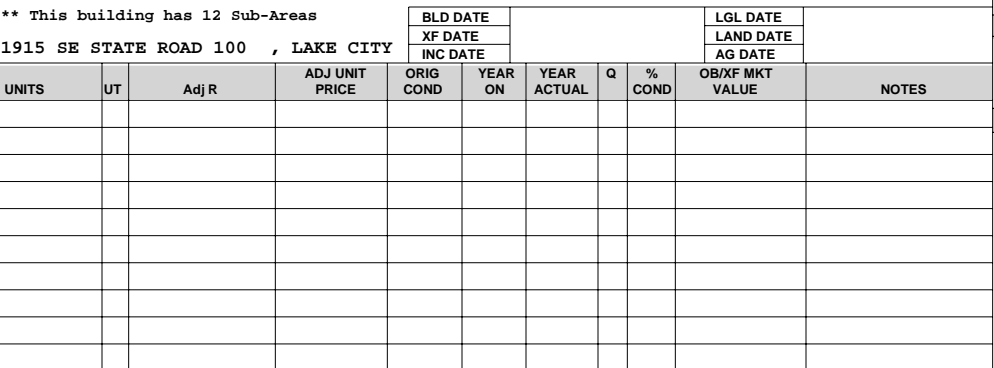 ** This building has 12 Sub-Areas
BLD DATE LGL DATE
XF DATE LAND DATE
1915 SE STATE ROAD 100 , LAKE CITY
INC DATE AG DATE
ADJ UNIT ORIG YEAR YEAR Q % OB/XF MKT
UNITS UT Adj R PRICE COND ON ACTUAL COND VALUE NOTES